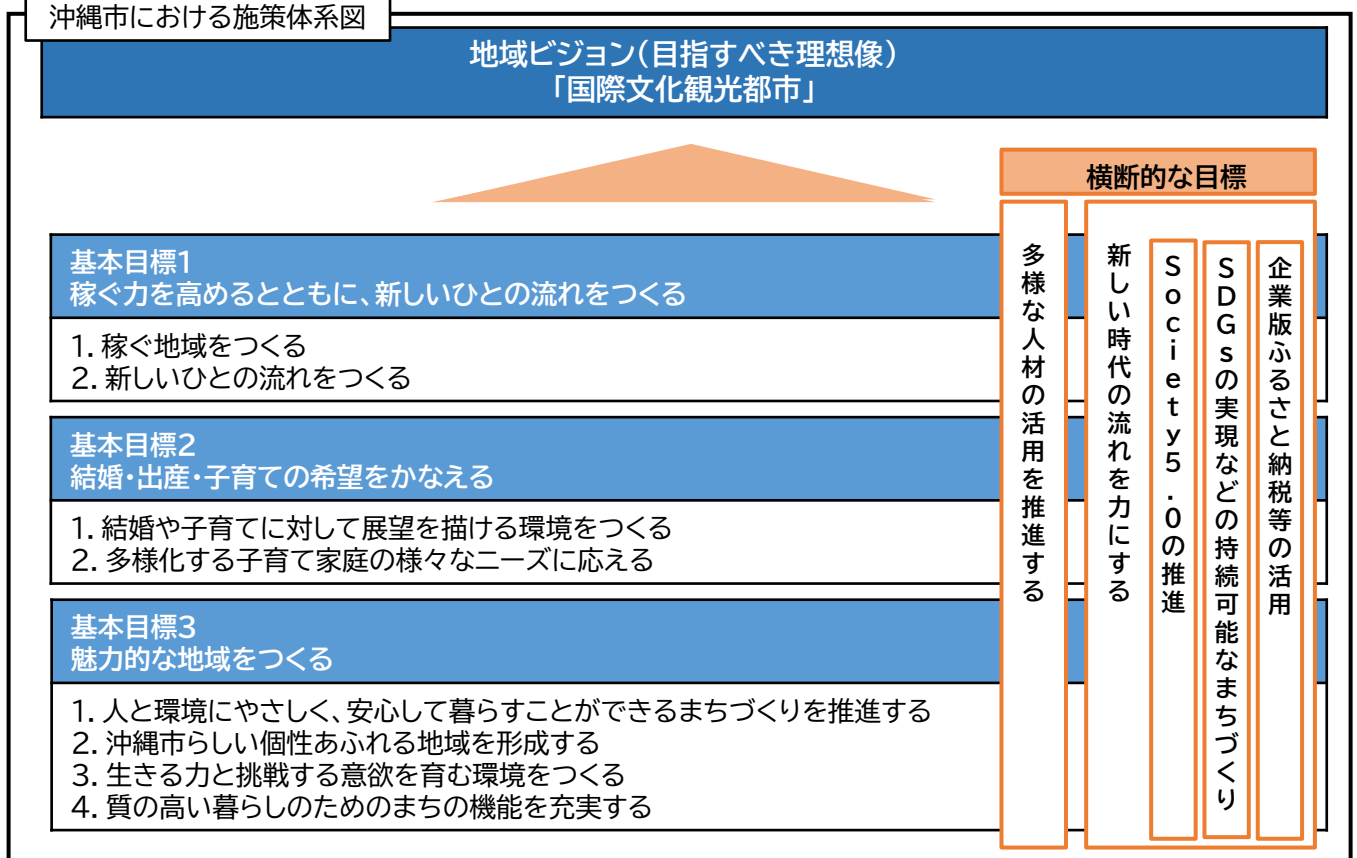 沖縄市における施策体系図
地域ビジョン(目指すべき理想像)
「国際文化観光都市」
横断的な目標
基本目標1
稼ぐ力を高めるとともに、新しいひとの流れをつくる
1. 稼ぐ地域をつくる
2. 新しいひとの流れをつくる
基本目標2
結婚・出産・子育ての希望をかなえる
1. 結婚や子育てに対して展望を描ける環境をつくる
2. 多様化する子育て家庭の様々なニーズに応える
基本目標3
魅力的な地域をつくる
1. 人と環境にやさしく、安心して暮らすことができるまちづくりを推進する
2. 沖縄市らしい個性あふれる地域を形成する
3. 生きる力と挑戦する意欲を育む環境をつくる
4. 質の高い暮らしのためのまちの機能を充実する
多様な人材の活用を推進する
新しい時代の流れを力にする
Society5.0の推進
SDGsの実現などの持続可能なまちづくり
企業版ふるさと納税等の活用